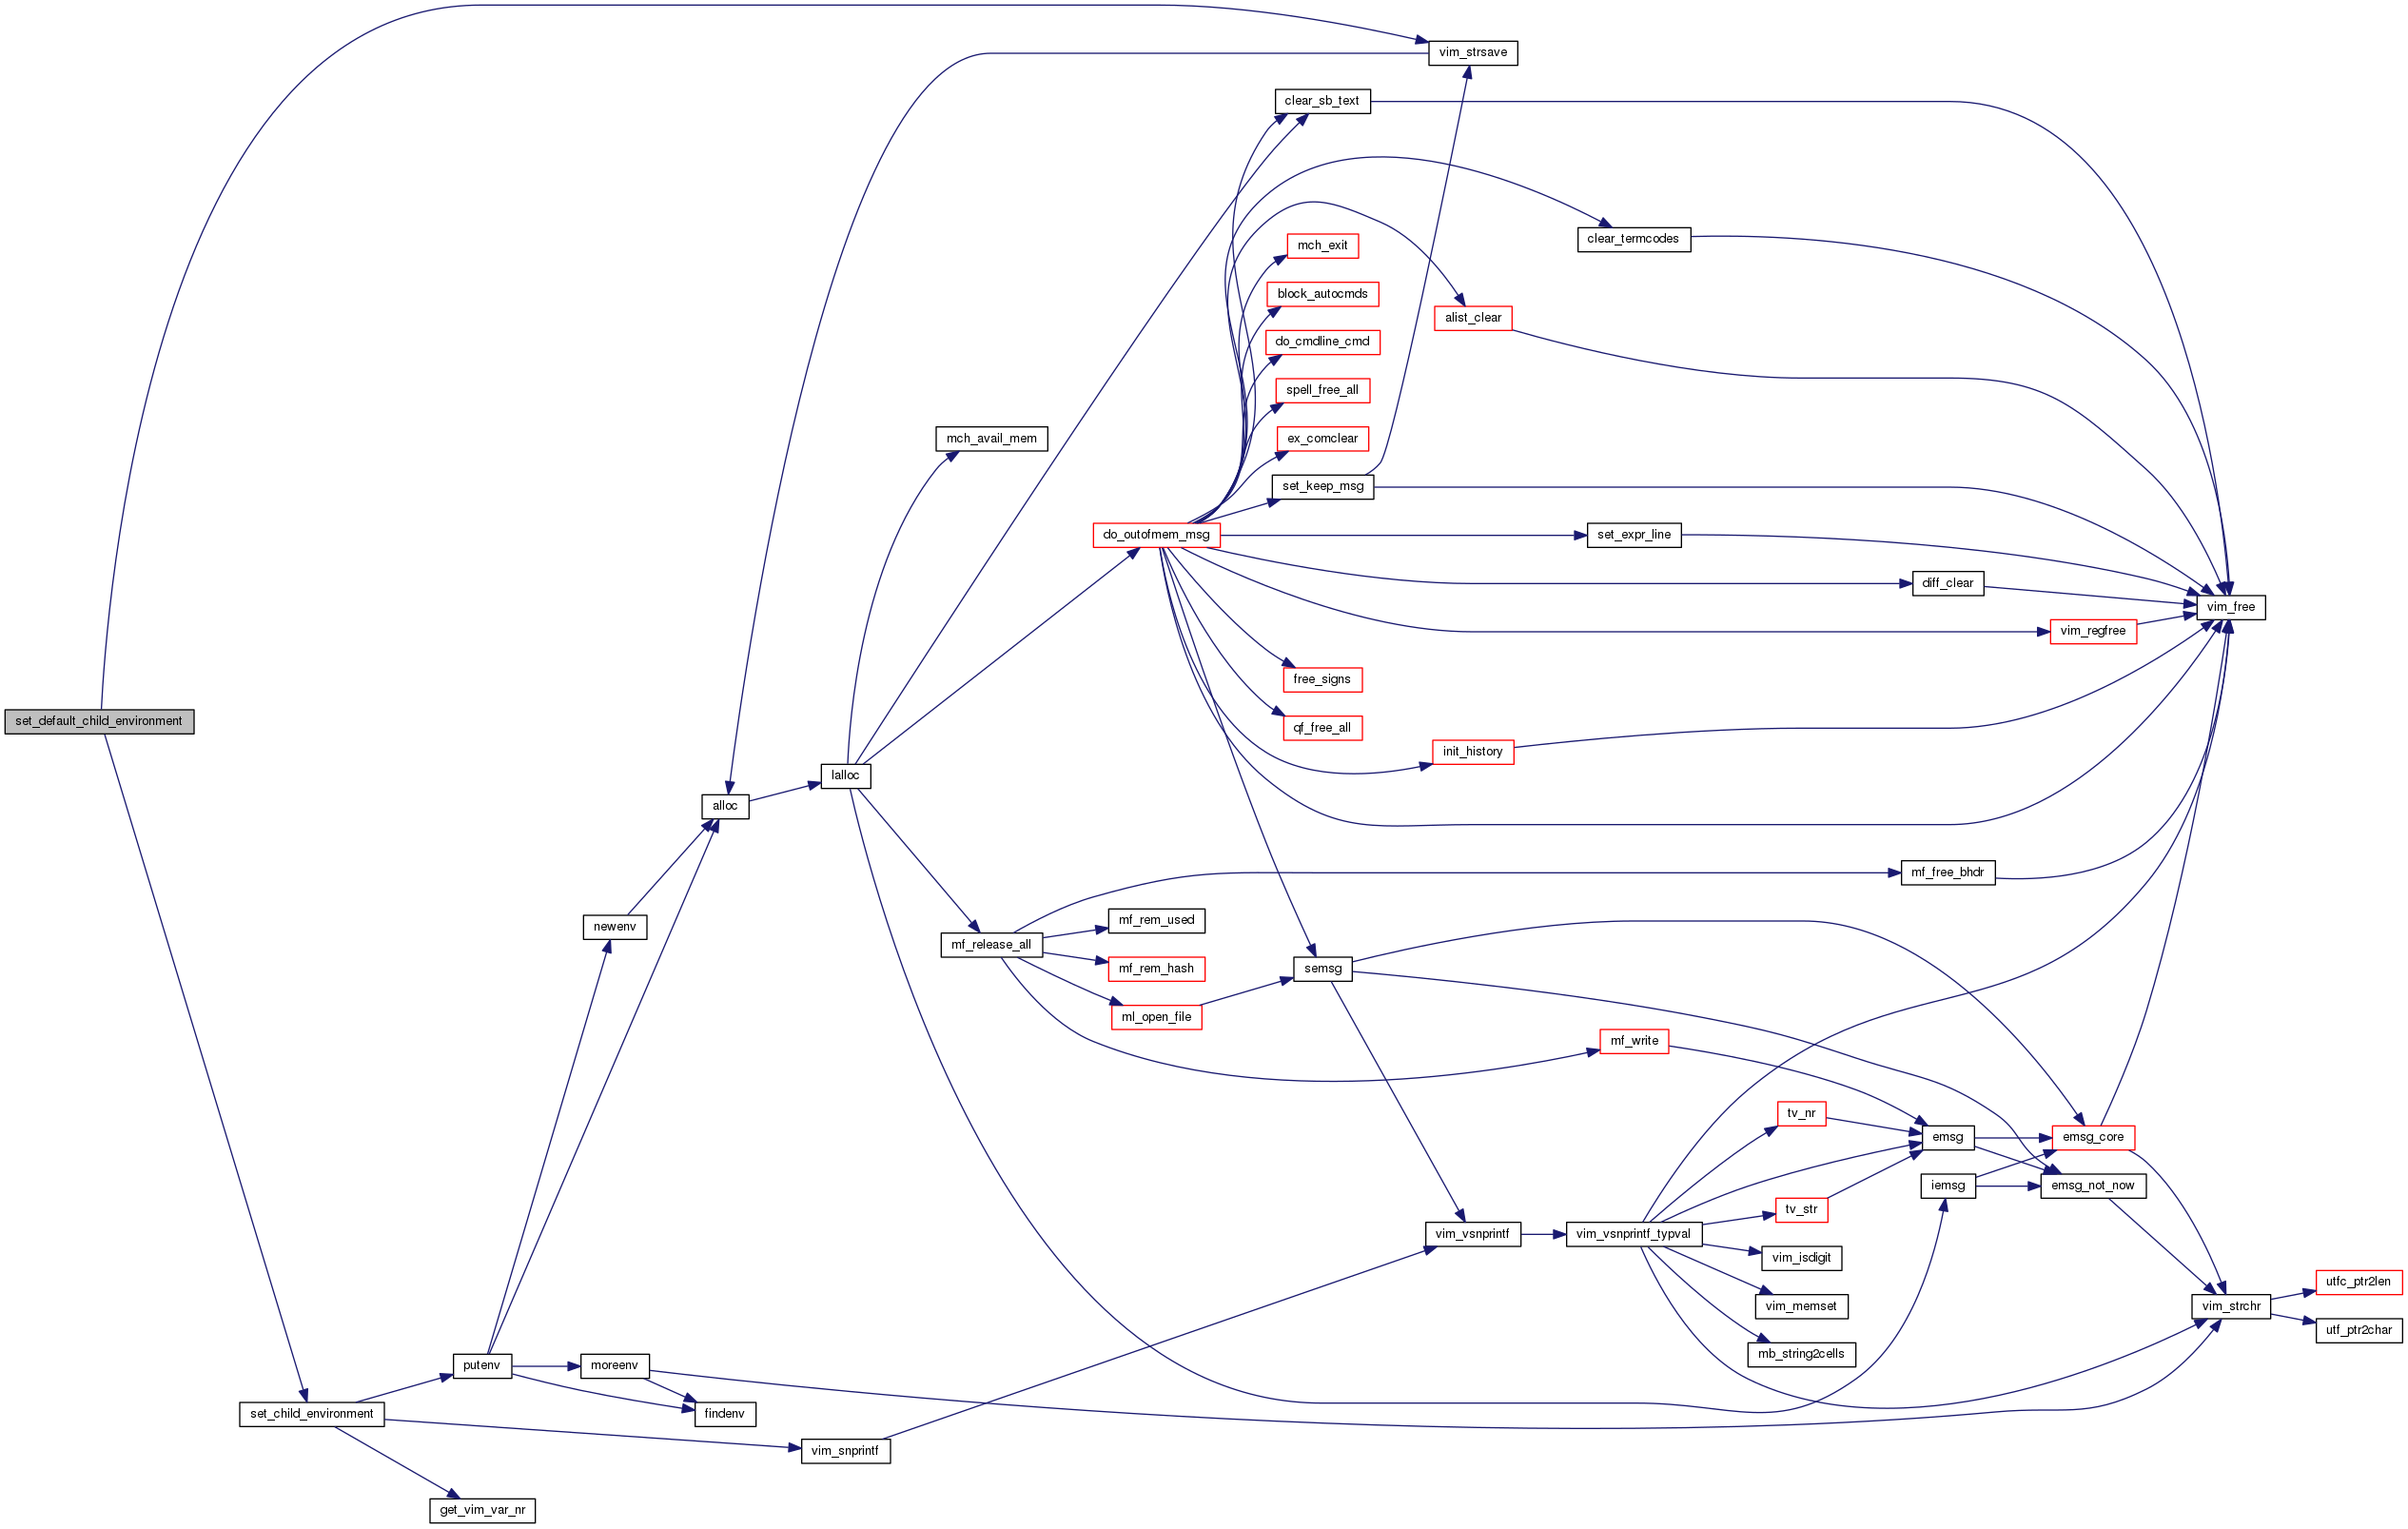 vim_strsave
clear_sb_text
clear_termcodes
mch_exit
block_autocmds
alist_clear
do_cmdline_cmd
spell_free_all
mch_avail_mem
ex_comclear
set_keep_msg
do_outofmem_msg
set_expr_line
diff_clear
vim_free
vim_regfree
free_signs
set_default_child_environment
qf_free_all
init_history
lalloc
alloc
mf_free_bhdr
mf_rem_used
newenv
mf_release_all
mf_rem_hash
semsg
ml_open_file
mf_write
tv_nr
emsg
emsg_core
iemsg
emsg_not_now
tv_str
vim_vsnprintf
vim_vsnprintf_typval
vim_isdigit
utfc_ptr2len
vim_memset
vim_strchr
utf_ptr2char
mb_string2cells
putenv
moreenv
set_child_environment
findenv
vim_snprintf
get_vim_var_nr